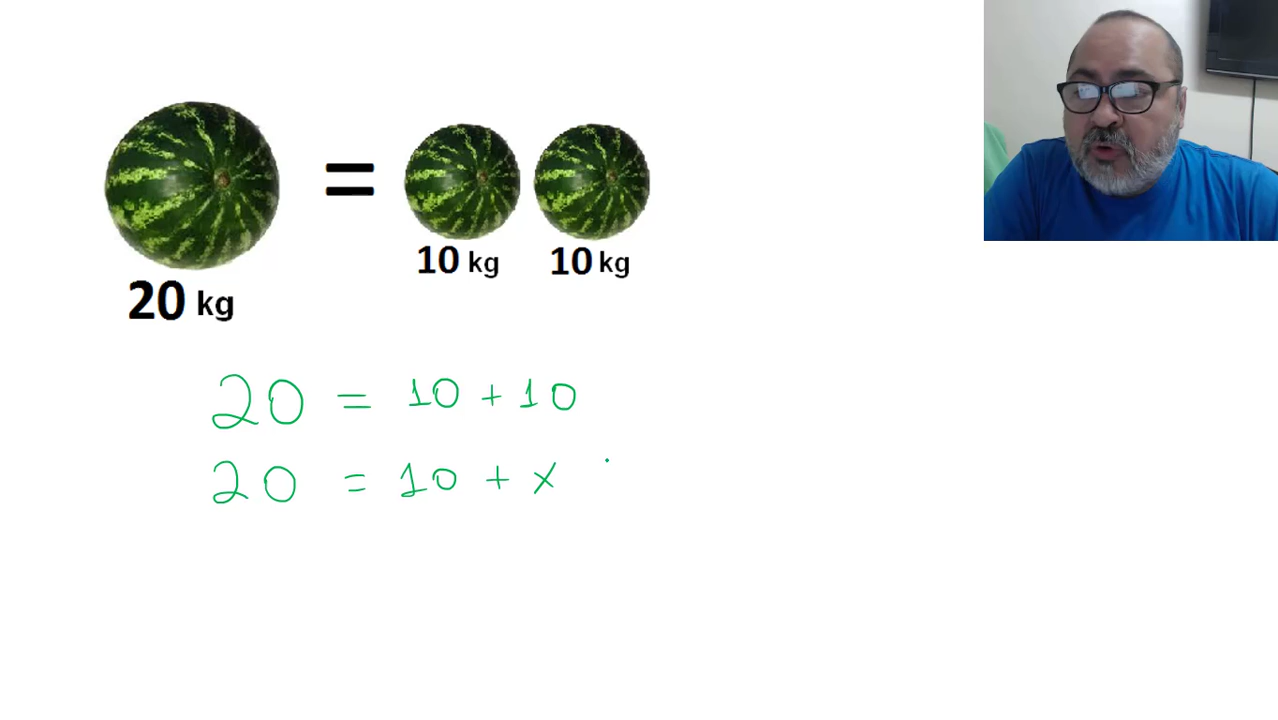 =
10 kg 10 kg
20 kg
20 = 10 + 10
20 = 10 + x